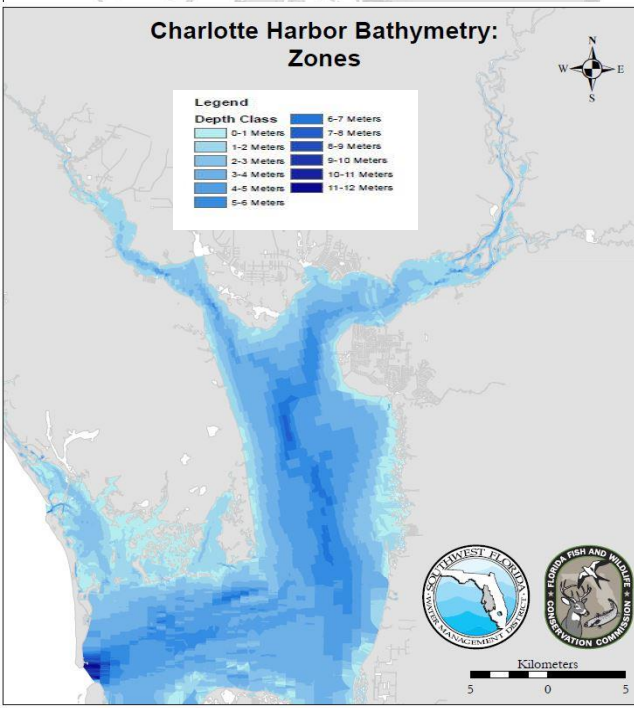 Charlotte Harbor Bathymetry:
Zones
N
W E
S
Legend
Depth Class
0-1 Meters
1-2 Meters
2-3 Meters
3-4 Meters
4-5 Meters
5-6 Meters
6-7 Meters
7-8 Meters
8-9 Meters
9-10 Meters
10-11 Meters
11-12 Meters
SOUTHWEST FLORIDA
WATER MANAGEMENT DISTRICT
FLORIDA FISH AND WILDLIFE
CONSERVATION COMMISSION
Kilometers
5 0 5